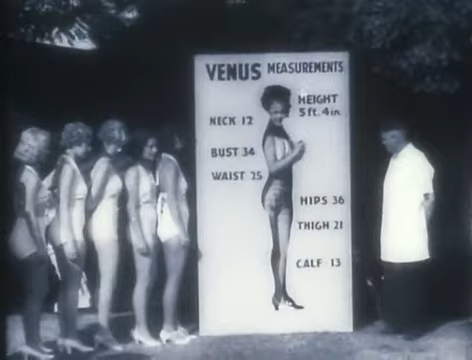 VENUS MEASUREMENTS
HEIGHT
5 ft. 4 in.
NECK 12
BUST 34
WAIST 25
HIPS 36
THIGH 21
CALF 13